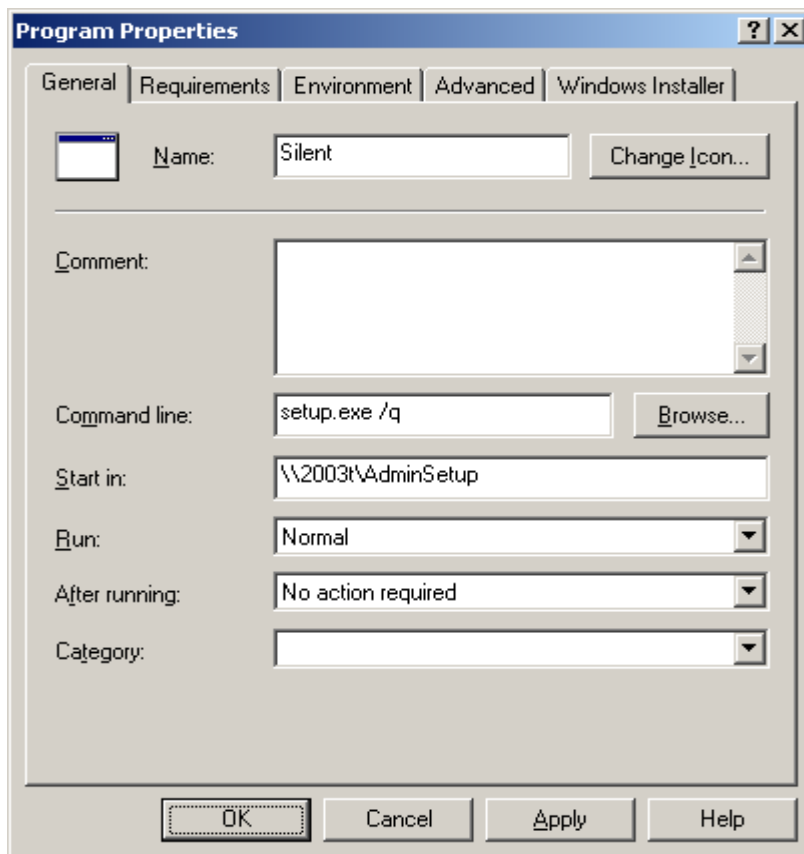 Program Properties
General Requirements Environment Advanced Windows Installer
Name: Silent Change Icon...
Comment:
Command line: setup.exe /q Browse...
Start in: \\2003t\AdminSetup
Run: Normal
After running: No action required
Category:
OK Cancel Apply Help